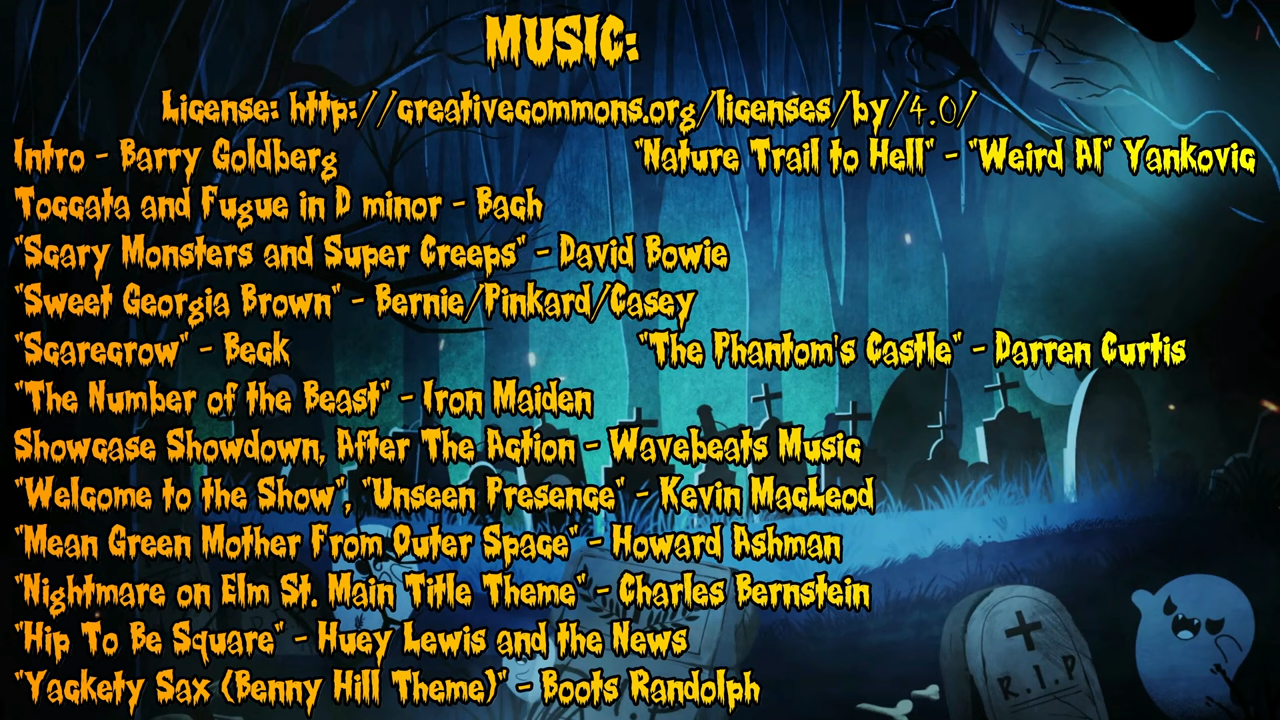 MUSIC:
License: http://creativecommons.org/licenses/by/4.0/
Intro - Barry Goldberg
"Nature Trail to Hell" - "Weird Al" Yankovic
Toccata and Fugue in D minor - Bach
"Scary Monsters and Super Creeps" - David Bowie
"Sweet Georgia Brown" - Bernie/Pinkard/Casey
"Scarecrow" - Beck
"The Phantom's Castle" - Darren Curtis
"The Number of the Beast" - Iron Maiden
Showcase Showdown, After The Action - Wavebeats Music
"Welcome to the Show", "Unseen Presence" - Kevin MacLeod
"Mean Green Mother From Outer Space" - Howard Ashman
"Nightmare on Elm St. Main Title Theme" - Charles Bernstein
"Hip To Be Square" - Huey Lewis and the News
"Yackety Sax (Benny Hill Theme)" - Boots Randolph
R.I.P